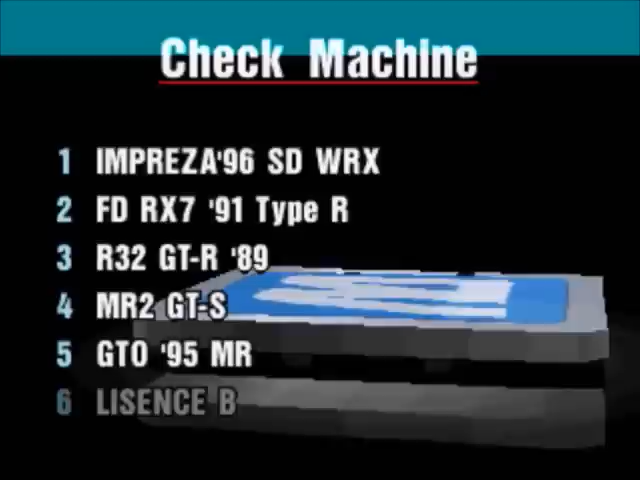 Check Machine
1 IMPREZA'96 SD WRX
2 FD RX7 '91 Type R
3 R32 GT-R '89
4 MR2 GT-S
5 GTO '95 MR
6 LISENCE B